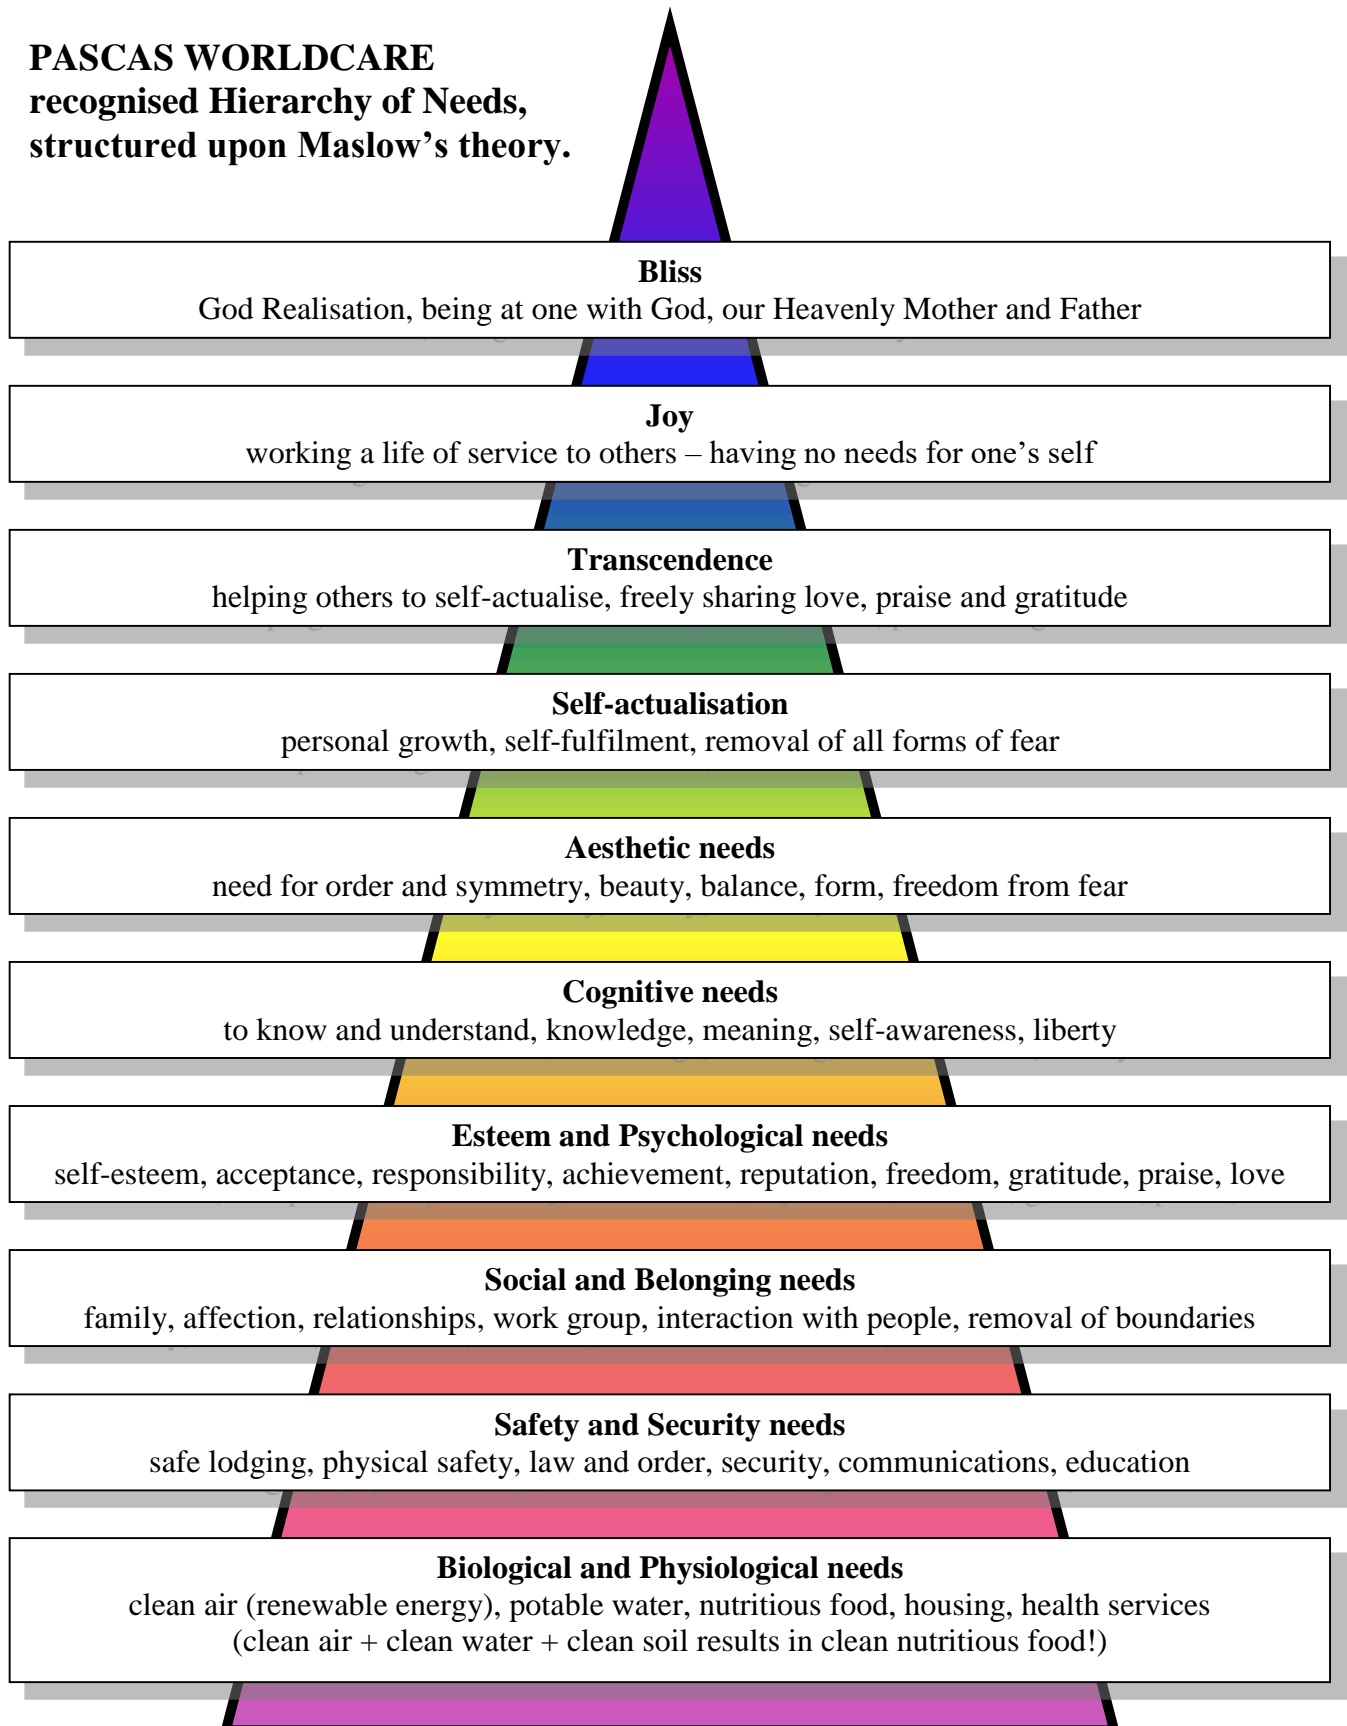 PASCAS WORLDCARE
recognised Hierarchy of Needs,
structured upon Maslow’s theory.
Bliss
God Realisation, being at one with God, our Heavenly Mother and Father
Joy
working a life of service to others – having no needs for one’s self
Transcendence
helping others to self-actualise, freely sharing love, praise and gratitude
Self-actualisation
personal growth, self-fulfilment, removal of all forms of fear
Aesthetic needs
need for order and symmetry, beauty, balance, form, freedom from fear
Cognitive needs
to know and understand, knowledge, meaning, self-awareness, liberty
Esteem and Psychological needs
self-esteem, acceptance, responsibility, achievement, reputation, freedom, gratitude, praise, love
Social and Belonging needs
family, affection, relationships, work group, interaction with people, removal of boundaries
Safety and Security needs
safe lodging, physical safety, law and order, security, communications, education
Biological and Physiological needs
clean air (renewable energy), potable water, nutritious food, housing, health services
(clean air + clean water + clean soil results in clean nutritious food!)